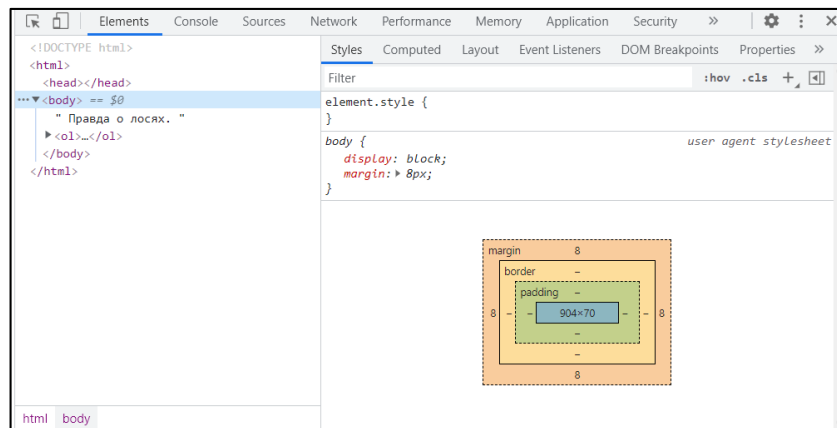 Elements Console Sources Network Performance Memory Application Security »
<!DOCTYPE html>
<html>
<head></head>
<body> == $0
" Правда о лосях. "
<ol>…</ol>
</body>
</html>
html body
Styles Computed Layout Event Listeners DOM Breakpoints Properties »
Filter :hov .cls +
element.style {
}
body { user agent stylesheet
display: block;
margin: 8px;
}
margin 8
border –
padding –
8 – – 904×70 – – 8
–
–
8